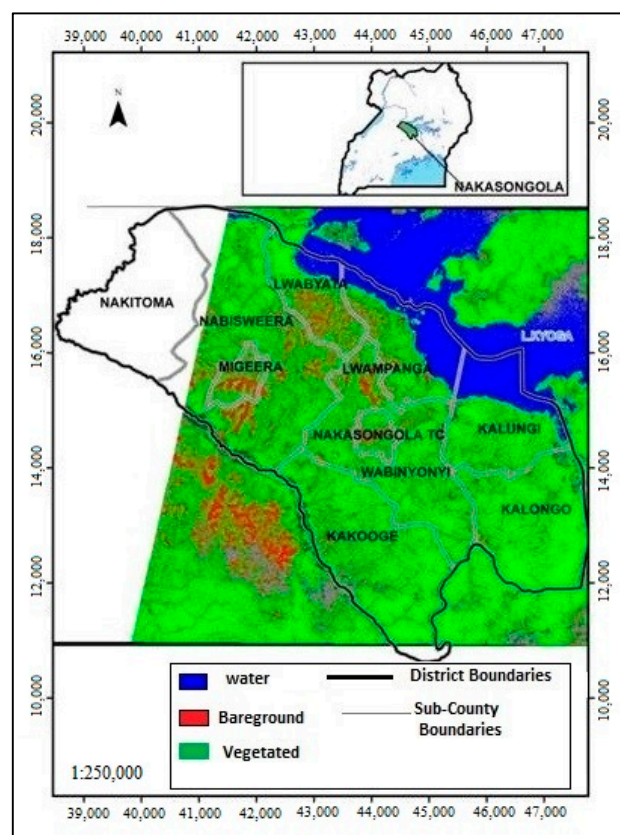 39,000 40,000 41,000 42,000 43,000 44,000 45,000 46,000 47,000
20,000
18,000
16,000
14,000
12,000
10,000
N
NAKASONGOLA
NAKITOMA
LWABYATA
NABISWEERA
L.KYOGA
MIGEERA
LWAMPANGA
NAKASONGOLA TC
KALUNGI
WABINYONYI
KALONGO
KAKOOGE
water
District Boundaries
Bareground
Sub-County
Boundaries
Vegetated
1:250,000
20,000
18,000
16,000
14,000
12,000
10,000
39,000 40,000 41,000 42,000 43,000 44,000 45,000 46,000 47,000